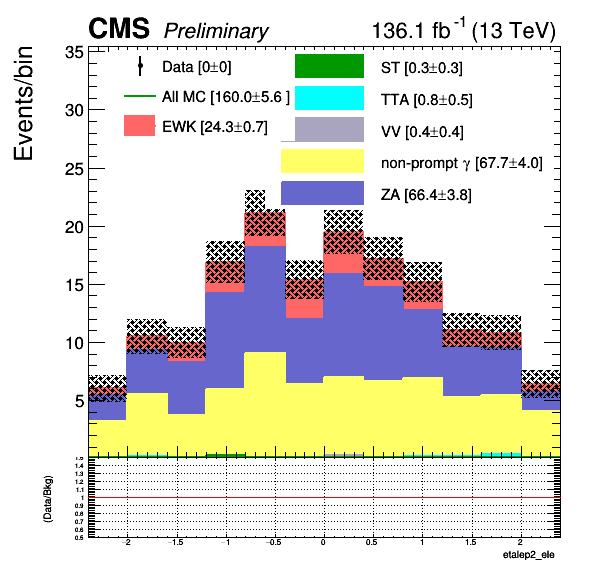 CMS Preliminary 136.1 fb⁻¹ (13 TeV)
Events/bin
35
30
25
20
15
10
5
Data [0±0]
All MC [160.0±5.6 ]
EWK [24.3±0.7]
ST [0.3±0.3]
TTA [0.8±0.5]
VV [0.4±0.4]
non-prompt γ [67.7±4.0]
ZA [66.4±3.8]
(Data/Bkg)
1.5
1.4
1.3
1.2
1.1
1
0.9
0.8
0.7
0.6
0.5
−2 −1.5 −1 −0.5 0 0.5 1 1.5 2
etalep2_ele